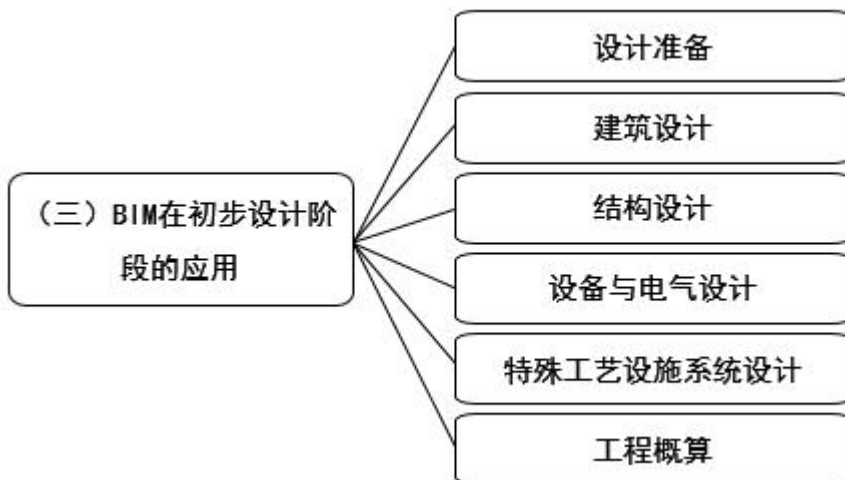 设计准备
建筑设计
（三）BIM在初步设计阶
段的应用
结构设计
设备与电气设计
特殊工艺设施系统设计
工程概算